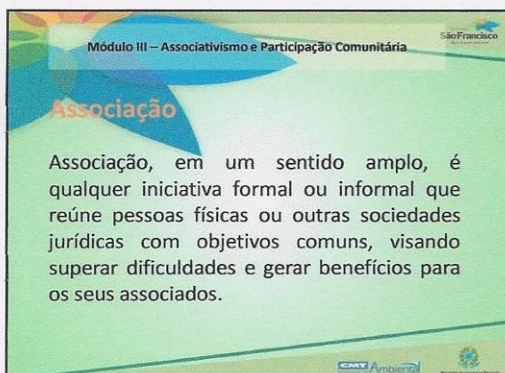 Módulo III – Associativismo e Participação Comunitária
São Francisco
Associação
Associação, em um sentido amplo, é
qualquer iniciativa formal ou informal que
reúne pessoas físicas ou outras sociedades
jurídicas com objetivos comuns, visando
superar dificuldades e gerar benefícios para
os seus associados.
CMT Ambiental